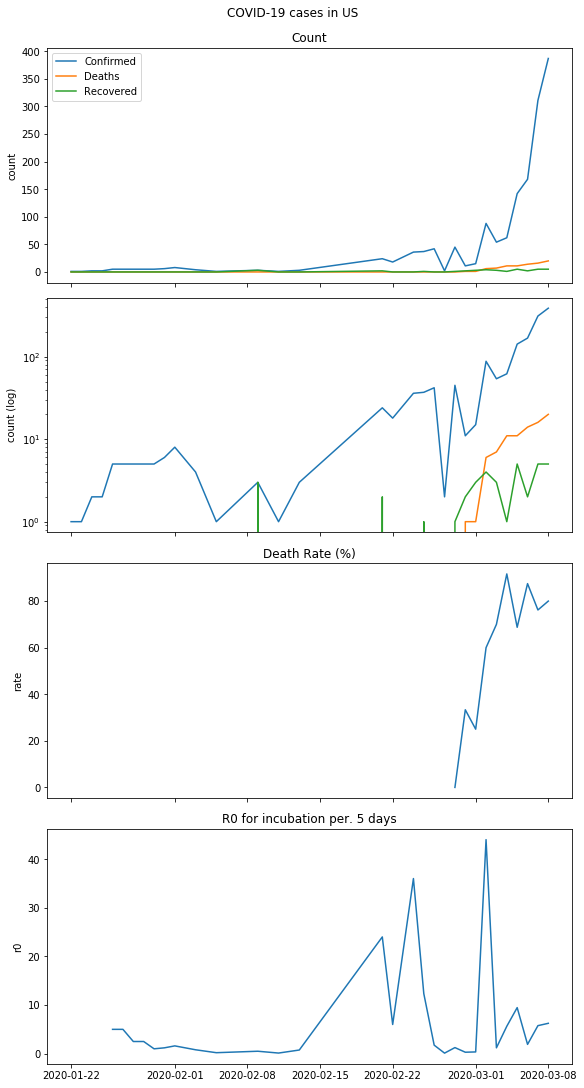 COVID-19 cases in US
Count
400
350
300
250
200
150
100
50
0
count
Confirmed
Deaths
Recovered
10²
10¹
10⁰
count (log)
Death Rate (%)
80
60
40
20
0
rate
R0 for incubation per. 5 days
40
30
20
10
0
r0
2020-01-22 2020-02-01 2020-02-08 2020-02-15 2020-02-22 2020-03-01 2020-03-08